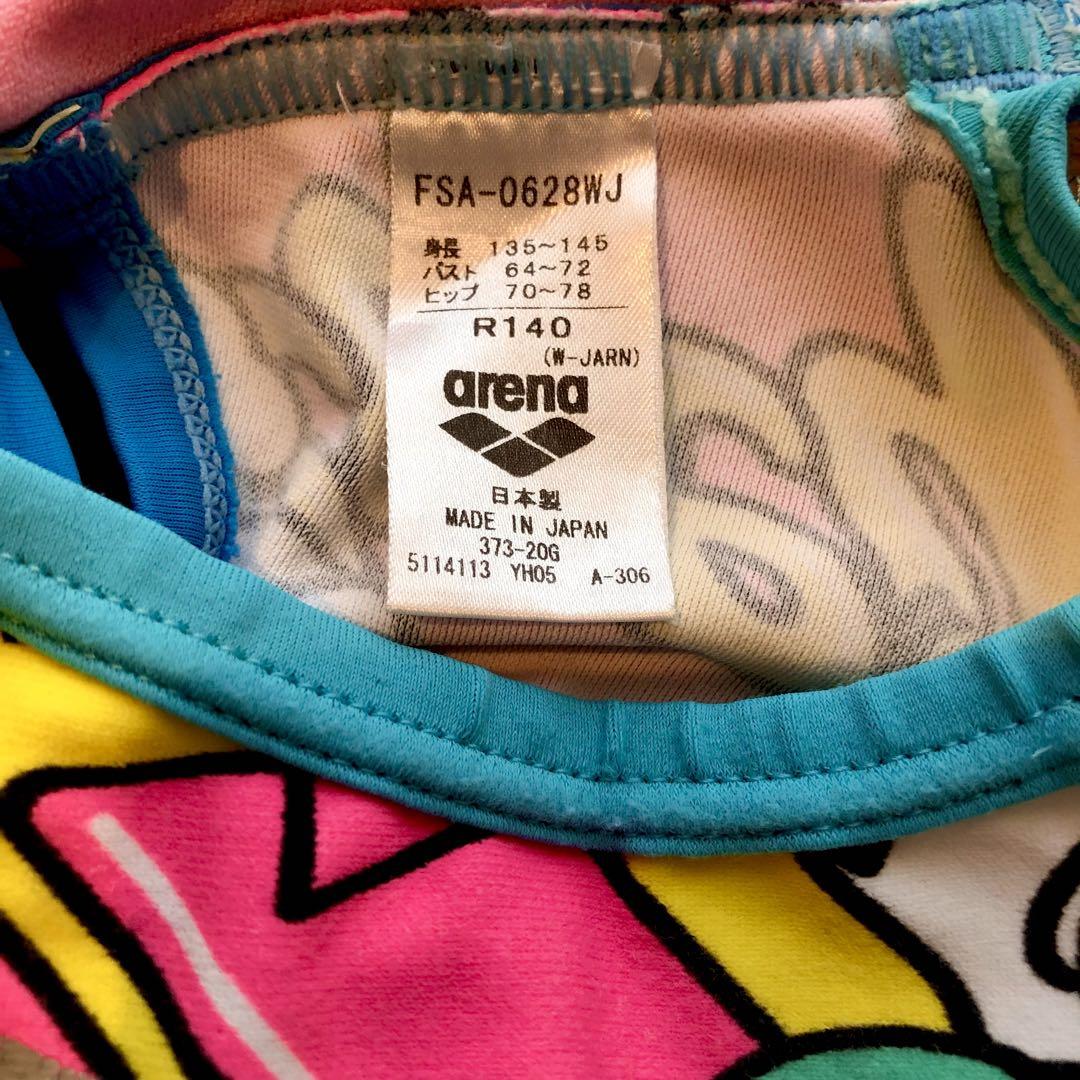 FSA-0628WJ
身長 135~145
バスト 64~72
ヒップ 70~78
R140
(W-JARN)
arena
日本製
MADE IN JAPAN
373-20G
5114113 YH05 A-306